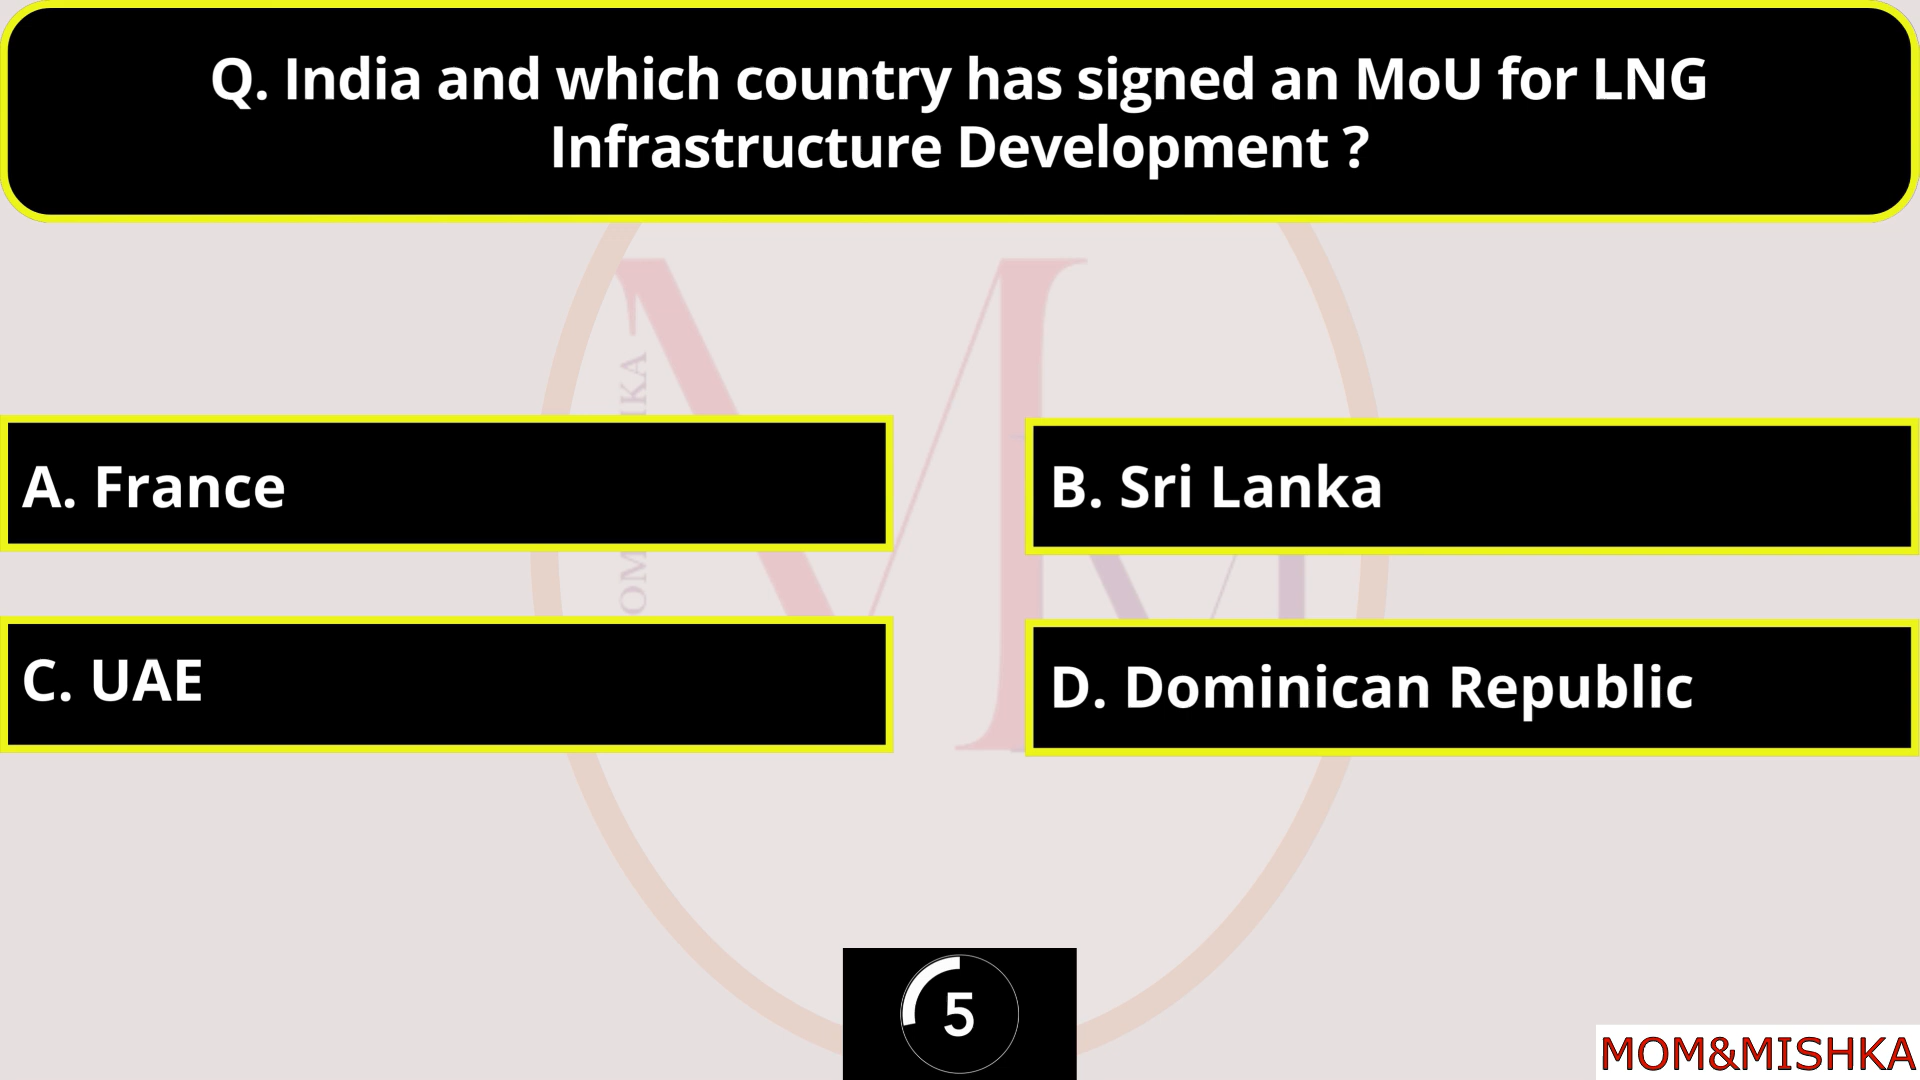 Q. India and which country has signed an MoU for LNG
Infrastructure Development ?
A. France
B. Sri Lanka
C. UAE
D. Dominican Republic
5
MOM&MISHKA